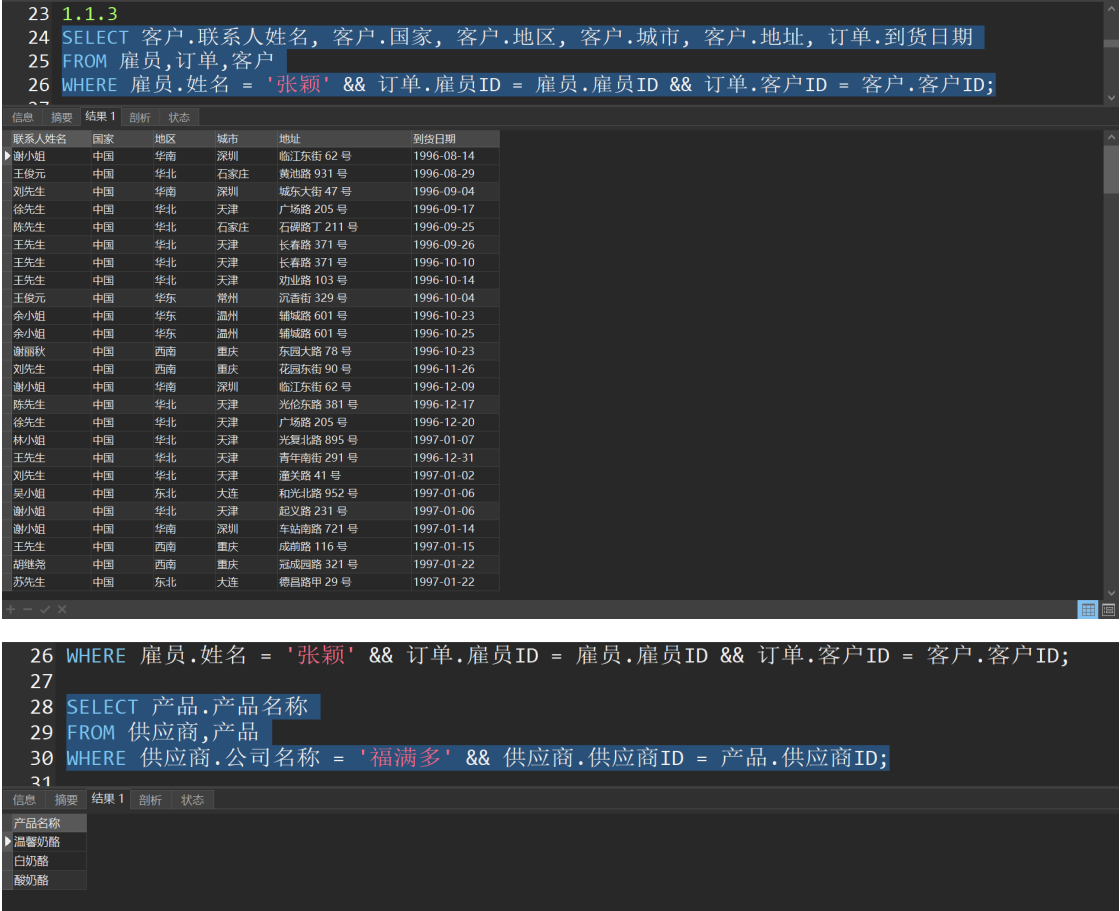 23 1.1.3
24 SELECT 客户.联系人姓名, 客户.国家, 客户.地区, 客户.城市, 客户.地址, 订单.到货日期
25 FROM 雇员,订单,客户
26 WHERE 雇员.姓名 = '张颖' && 订单.雇员ID = 雇员.雇员ID && 订单.客户ID = 客户.客户ID;
27
信息 摘要 结果 1 剖析 状态
联系人姓名 国家 地区 城市 地址 到货日期
谢小姐 中国 华南 深圳 临江东街 62 号 1996-08-14
王俊元 中国 华北 石家庄 黄池路 931 号 1996-08-29
刘先生 中国 华南 深圳 城东大街 47 号 1996-09-04
徐先生 中国 华北 天津 广场路 205 号 1996-09-17
陈先生 中国 华北 石家庄 石碑路丁 211 号 1996-09-25
王先生 中国 华北 天津 长春路 371 号 1996-09-26
王先生 中国 华北 天津 长春路 371 号 1996-10-10
王先生 中国 华北 天津 劝业路 103 号 1996-10-14
王俊元 中国 华东 常州 沉香街 329 号 1996-10-04
余小姐 中国 华东 温州 辅城路 601 号 1996-10-23
余小姐 中国 华东 温州 辅城路 601 号 1996-10-25
谢丽秋 中国 西南 重庆 东园大路 78 号 1996-10-23
刘先生 中国 西南 重庆 花园东街 90 号 1996-11-26
谢小姐 中国 华南 深圳 临江东街 62 号 1996-12-09
陈先生 中国 华北 天津 光伦东路 381 号 1996-12-17
徐先生 中国 华北 天津 广场路 205 号 1996-12-20
林小姐 中国 华北 天津 光复北路 895 号 1997-01-07
王先生 中国 华北 天津 青年南街 291 号 1996-12-31
刘先生 中国 华北 天津 潼关路 41 号 1997-01-02
吴小姐 中国 东北 大连 和光北路 952 号 1997-01-06
谢小姐 中国 华北 天津 起义路 231 号 1997-01-06
谢小姐 中国 华南 深圳 车站南路 721 号 1997-01-14
王先生 中国 西南 重庆 成前路 116 号 1997-01-15
胡继尧 中国 西南 重庆 冠成园路 321 号 1997-01-22
苏先生 中国 东北 大连 德昌路甲 29 号 1997-01-22
26 WHERE 雇员.姓名 = '张颖' && 订单.雇员ID = 雇员.雇员ID && 订单.客户ID = 客户.客户ID;
27
28 SELECT 产品.产品名称
29 FROM 供应商,产品
30 WHERE 供应商.公司名称 = '福满多' && 供应商.供应商ID = 产品.供应商ID;
31
信息 摘要 结果 1 剖析 状态
产品名称
温馨奶酪
白奶酪
酸奶酪